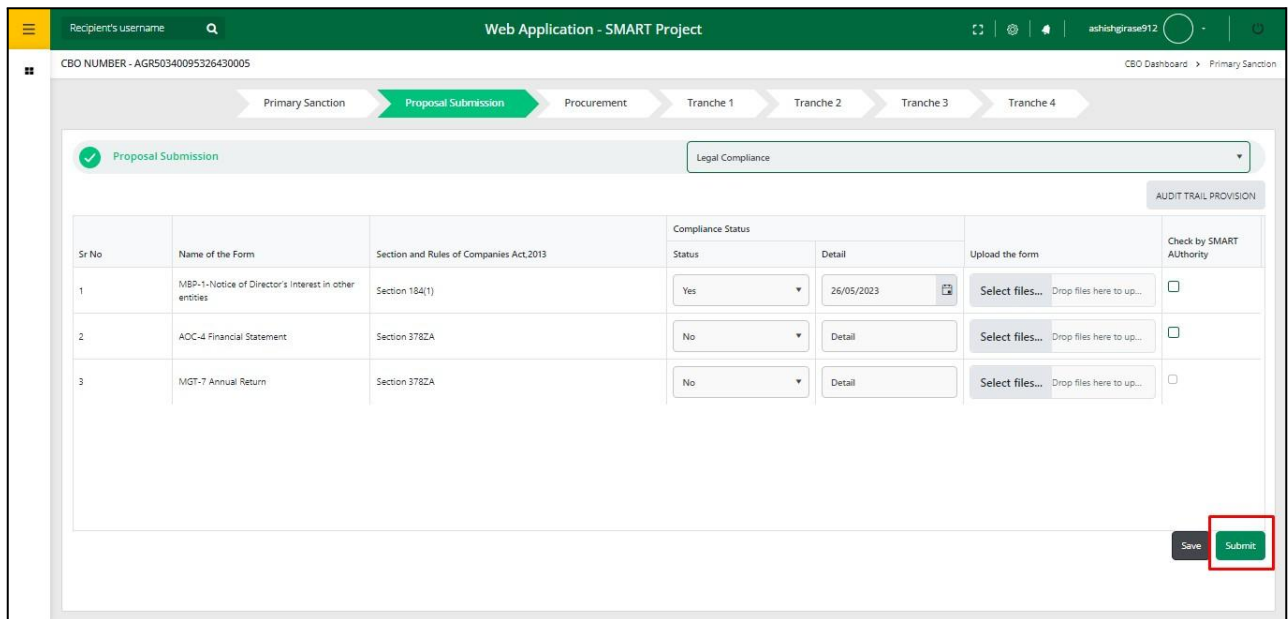 Recipient's username
Web Application - SMART Project
ashishgirase912
CBO NUMBER - AGR50340095326430005
CBO Dashboard > Primary Sanction
Primary Sanction
Proposal Submission
Procurement
Tranche 1
Tranche 2
Tranche 3
Tranche 4
Proposal Submission
Legal Compliance
AUDIT TRAIL PROVISION
Sr No
Name of the Form
Section and Rules of Companies Act,2013
Compliance Status
Status
Detail
Upload the form
Check by SMART
AUthority
1
MBP-1-Notice of Director's Interest in other
entities
Section 184(1)
Yes
26/05/2023
Select files... Drop files here to up...
2
AOC-4 Financial Statement
Section 378ZA
No
Detail
Select files... Drop files here to up...
3
MGT-7 Annual Return
Section 378ZA
No
Detail
Select files... Drop files here to up...
Save
Submit